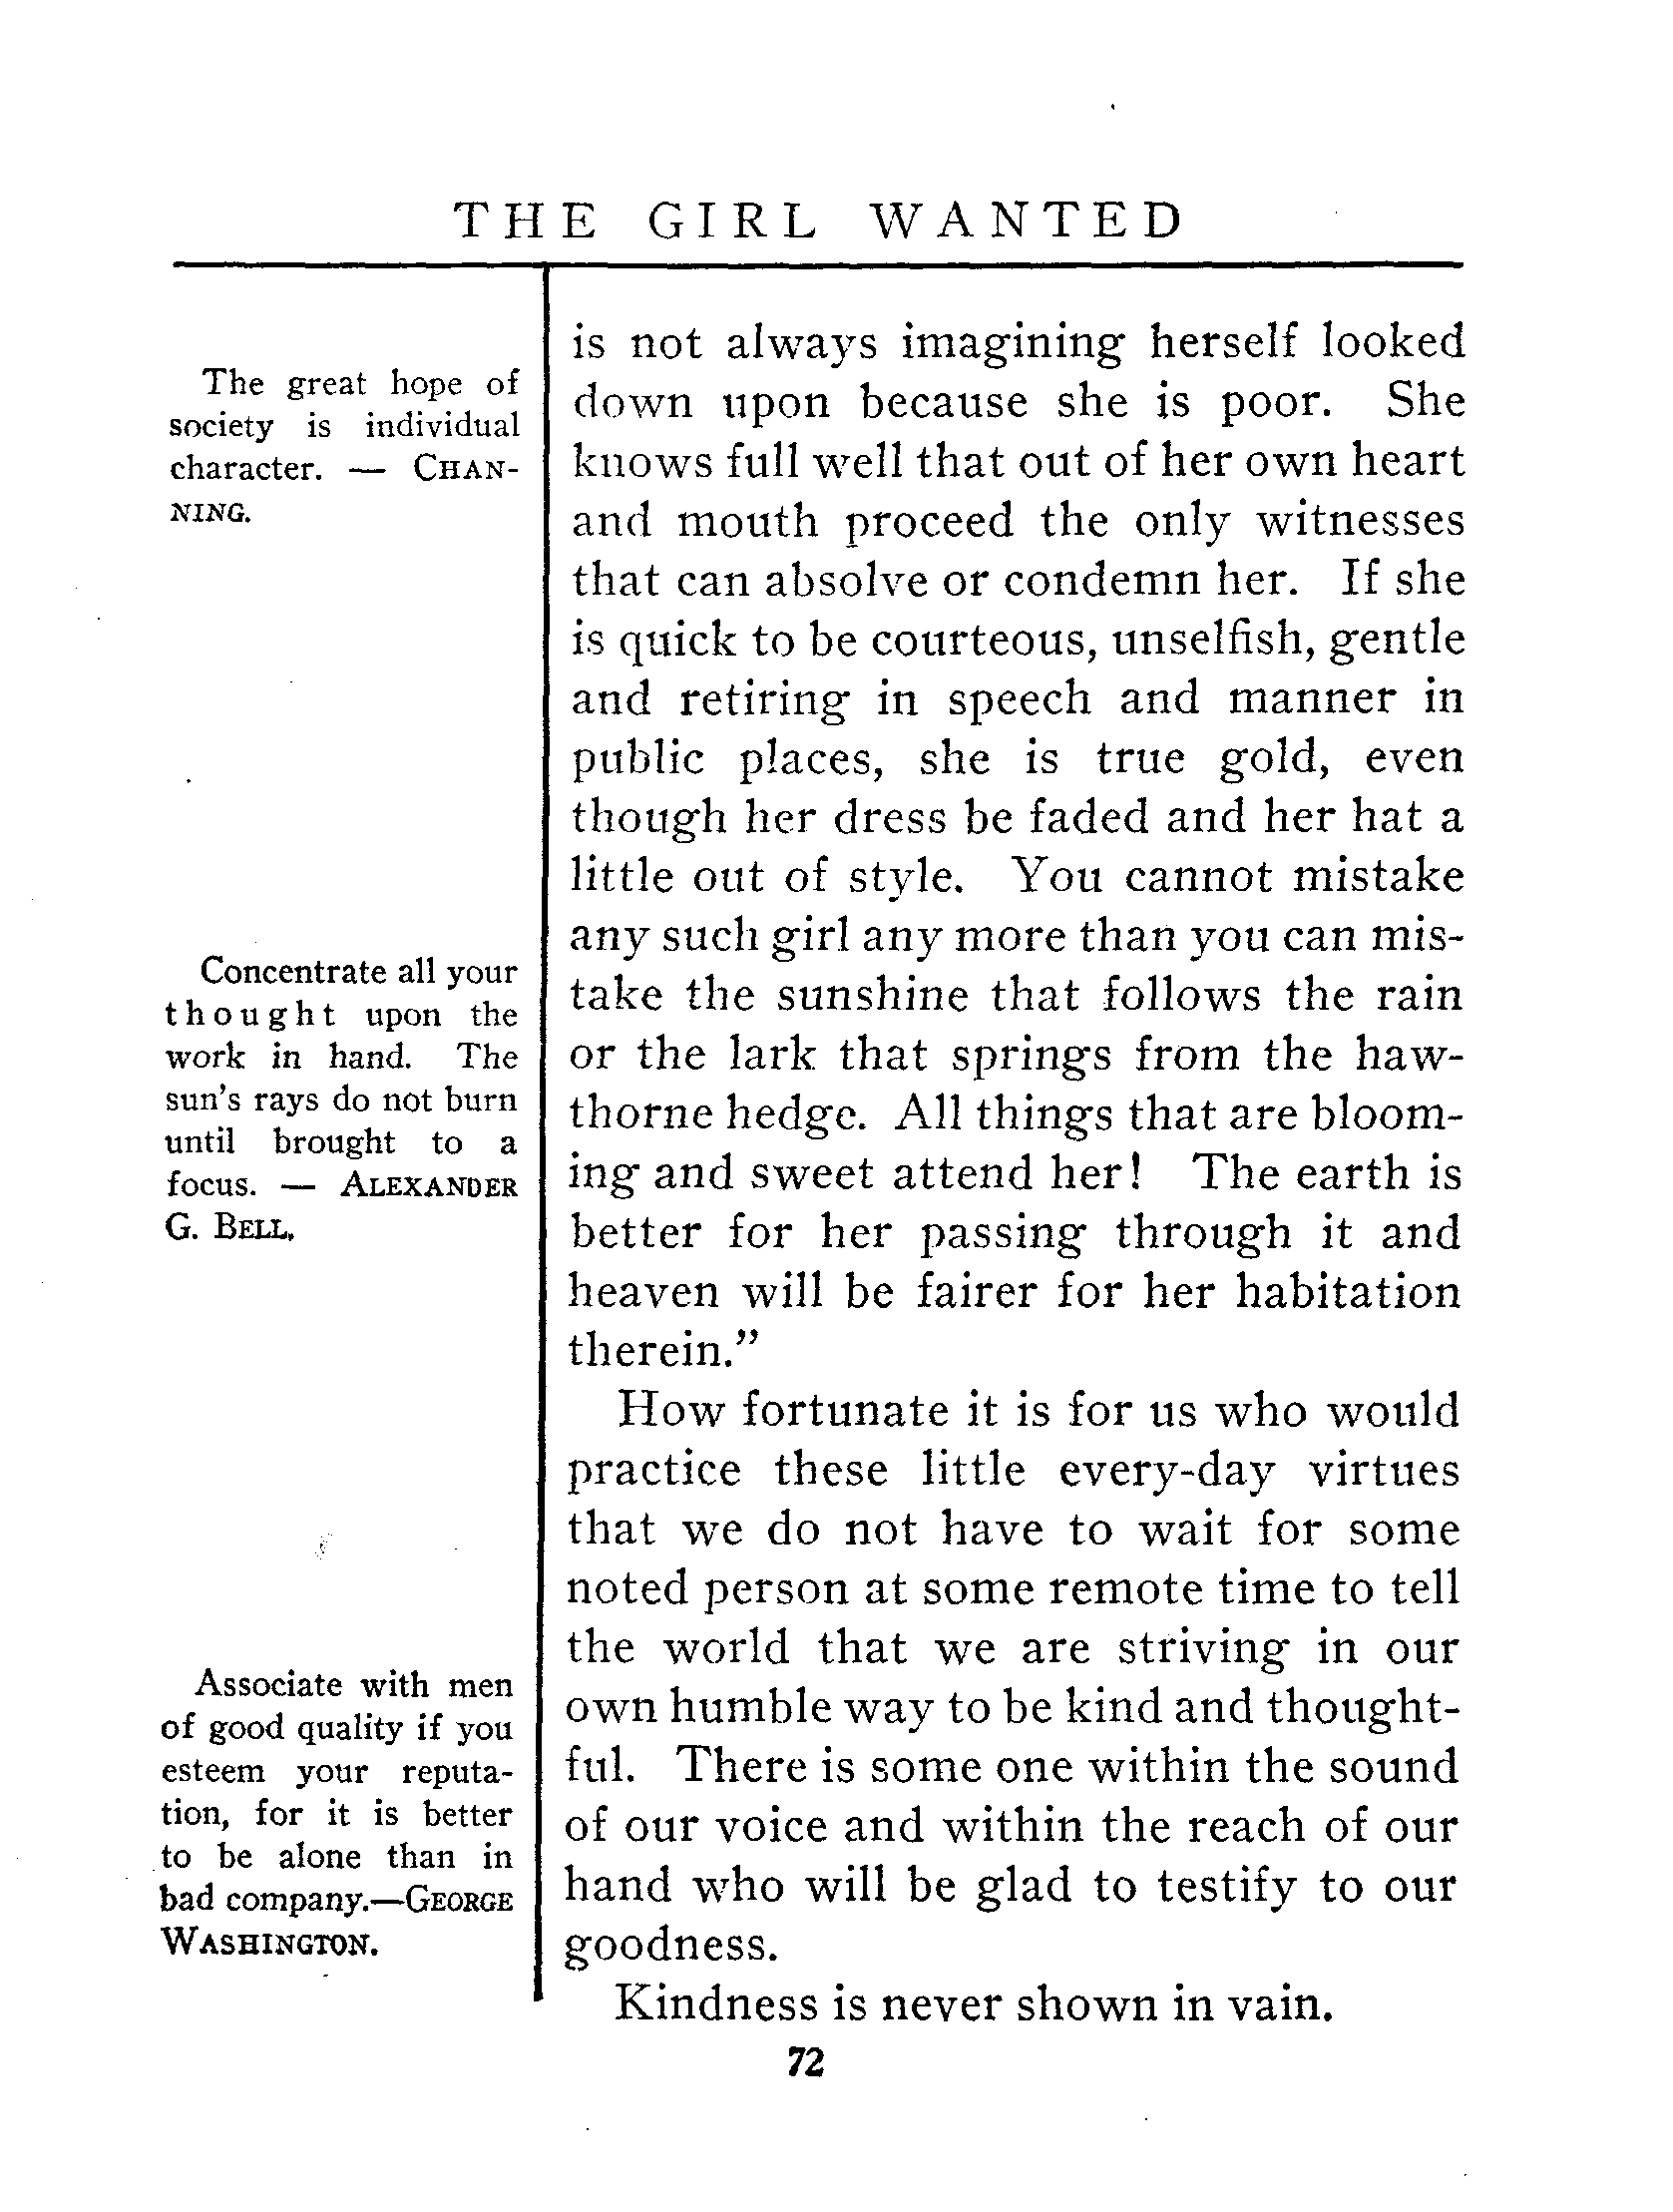 THE GIRL WANTED
The great hope of
society is individual
character. — CHAN-
NING.
Concentrate all your
thought upon the
work in hand. The
sun's rays do not burn
until brought to a
focus. — ALEXANDER
G. BELL.
Associate with men
of good quality if you
esteem your reputa-
tion, for it is better
to be alone than in
bad company.—GEORGE
WASHINGTON.
is not always imagining herself looked
down upon because she is poor. She
knows full well that out of her own heart
and mouth proceed the only witnesses
that can absolve or condemn her. If she
is quick to be courteous, unselfish, gentle
and retiring in speech and manner in
public places, she is true gold, even
though her dress be faded and her hat a
little out of style. You cannot mistake
any such girl any more than you can mis-
take the sunshine that follows the rain
or the lark that springs from the haw-
thorne hedge. All things that are bloom-
ing and sweet attend her! The earth is
better for her passing through it and
heaven will be fairer for her habitation
therein.”
How fortunate it is for us who would
practice these little every-day virtues
that we do not have to wait for some
noted person at some remote time to tell
the world that we are striving in our
own humble way to be kind and thought-
ful. There is some one within the sound
of our voice and within the reach of our
hand who will be glad to testify to our
goodness.
Kindness is never shown in vain.
72